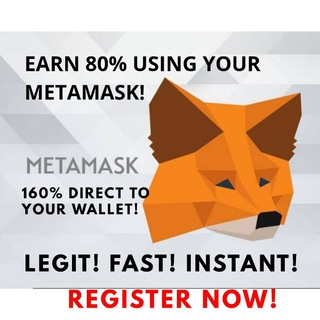 EARN 80% USING YOUR
METAMASK!
METAMASK
160% DIRECT TO
YOUR WALLET!
LEGIT! FAST! INSTANT!
REGISTER NOW!